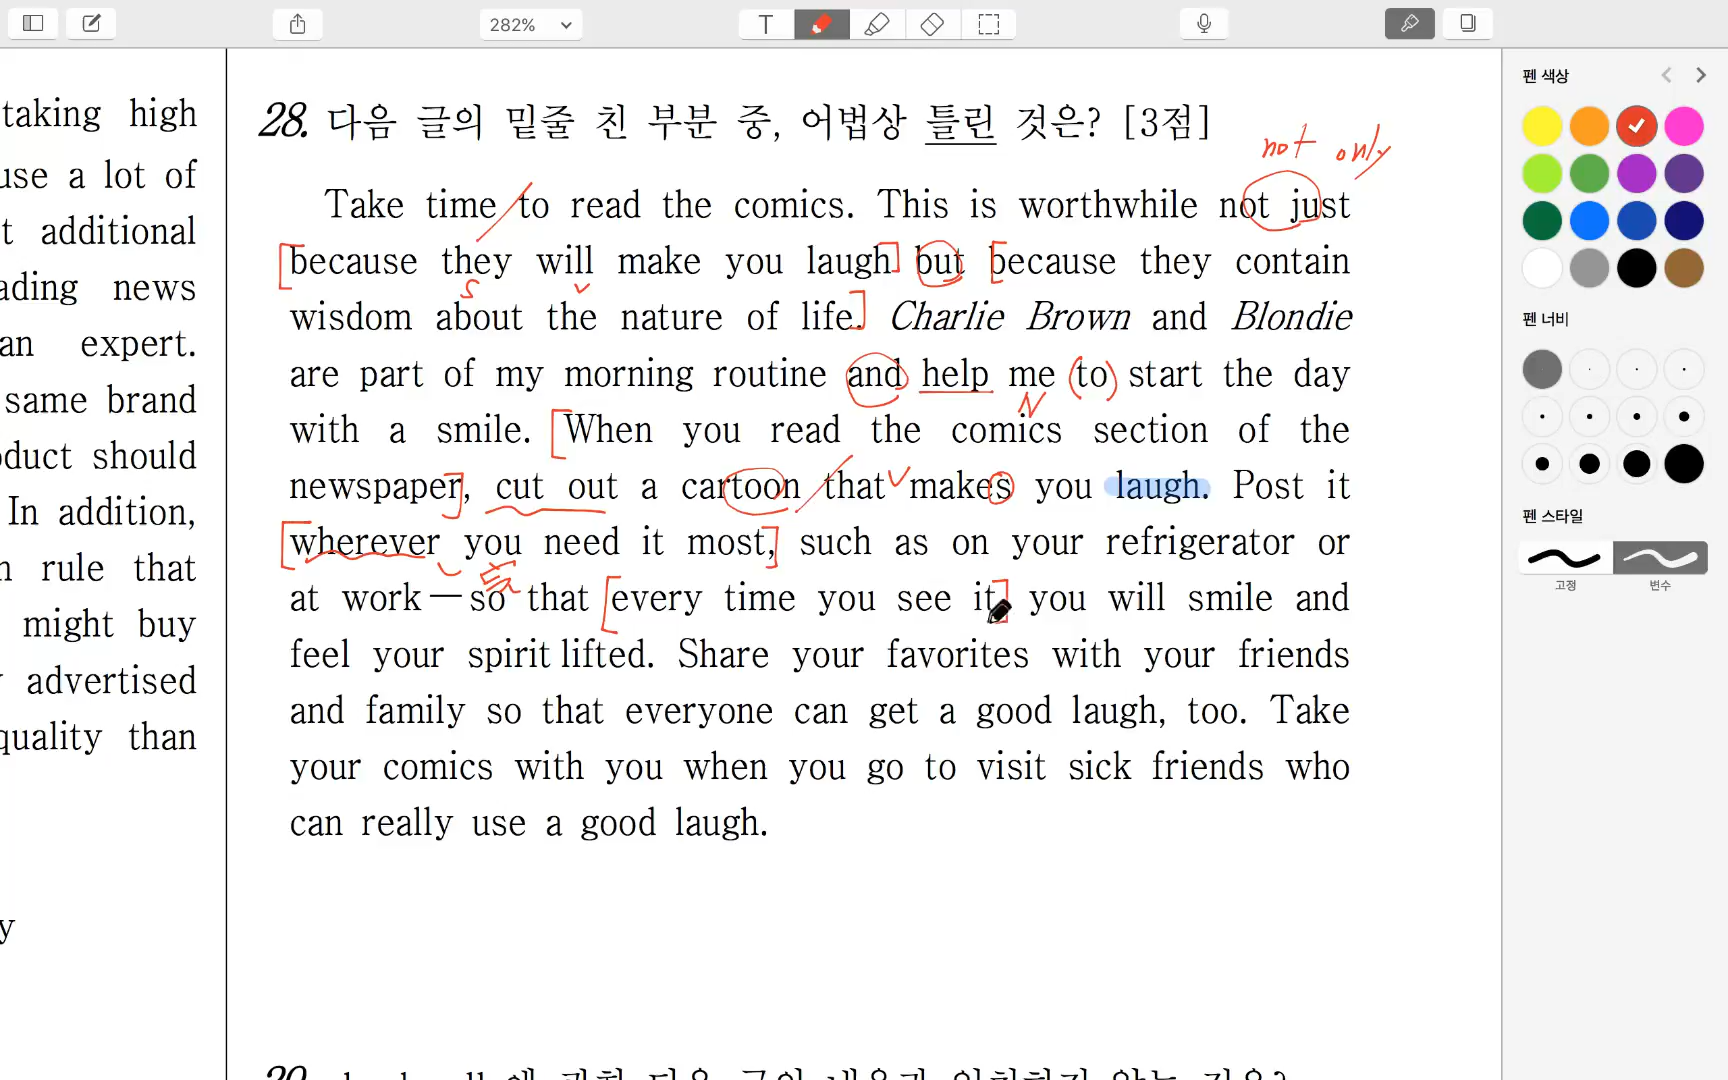 282%
T
펜 색상
펜 너비
펜 스타일
고정
변수
taking high
use a lot of
t additional
ading news
an expert.
same brand
oduct should
In addition,
n rule that
might buy
advertised
quality than
y
28. 다음 글의 밑줄 친 부분 중, 어법상 틀린 것은? [3점]
not only
Take time to read the comics. This is worthwhile not just
because they will make you laugh but because they contain
s v
wisdom about the nature of life. Charlie Brown and Blondie
are part of my morning routine and help me (to) start the day
N
with a smile. When you read the comics section of the
newspaper, cut out a cartoon that makes you laugh. Post it
wherever you need it most, such as on your refrigerator or
at work—so that every time you see it, you will smile and
feel your spirit lifted. Share your favorites with your friends
and family so that everyone can get a good laugh, too. Take
your comics with you when you go to visit sick friends who
can really use a good laugh.